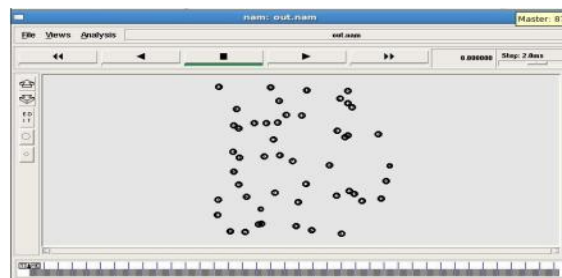 nam: out.nam
Master: 8
File Views Analysis out.nam
0.000000 Step: 2.0ms
E D
I T